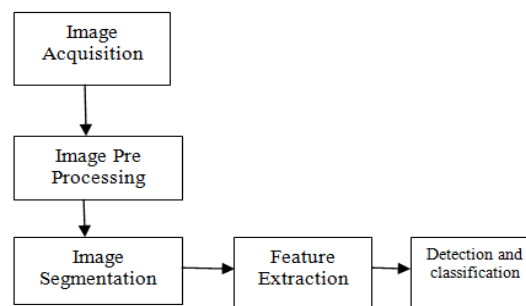 Image
Acquisition
Image Pre
Processing
Image
Segmentation
Feature
Extraction
Detection and
classification